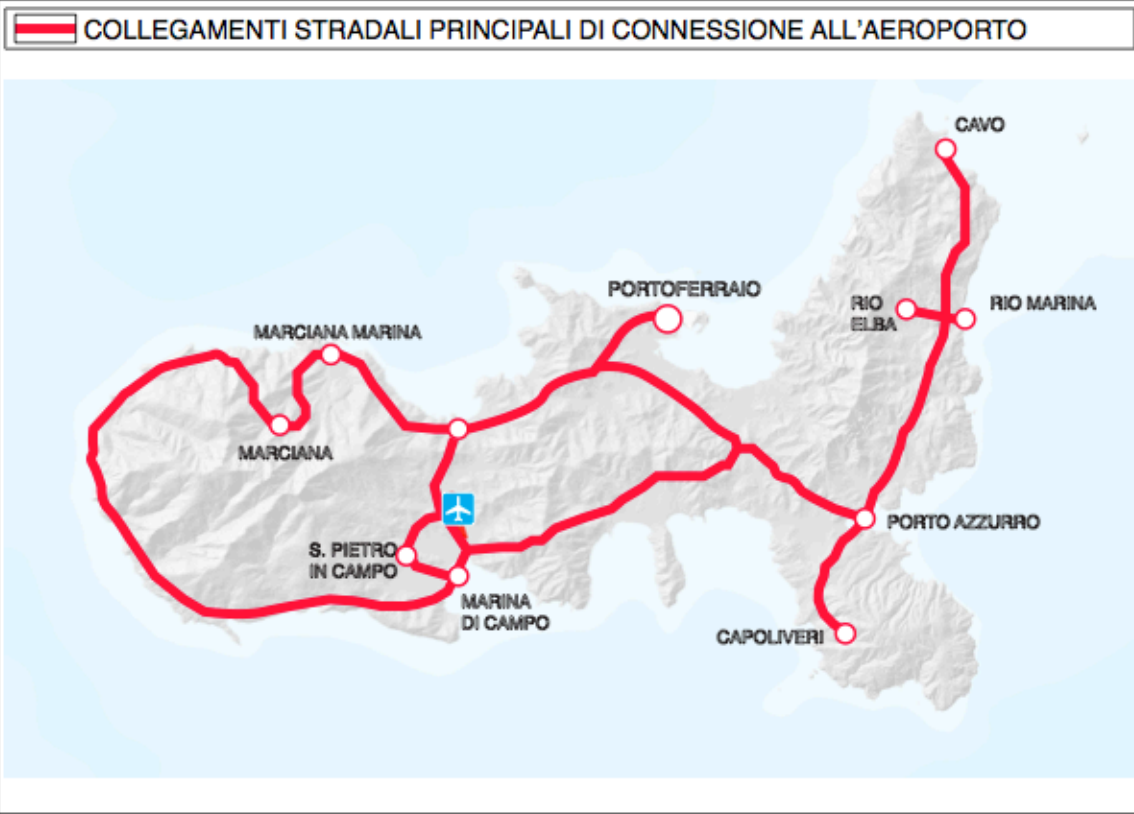 COLLEGAMENTI STRADALI PRINCIPALI DI CONNESSIONE ALL'AEROPORTO
CAVO
PORTOFERRAIO
RIO
ELBA
RIO MARINA
MARCIANA MARINA
MARCIANA
PORTO AZZURRO
S. PIETRO
IN CAMPO
MARINA
DI CAMPO
CAPOLIVERI